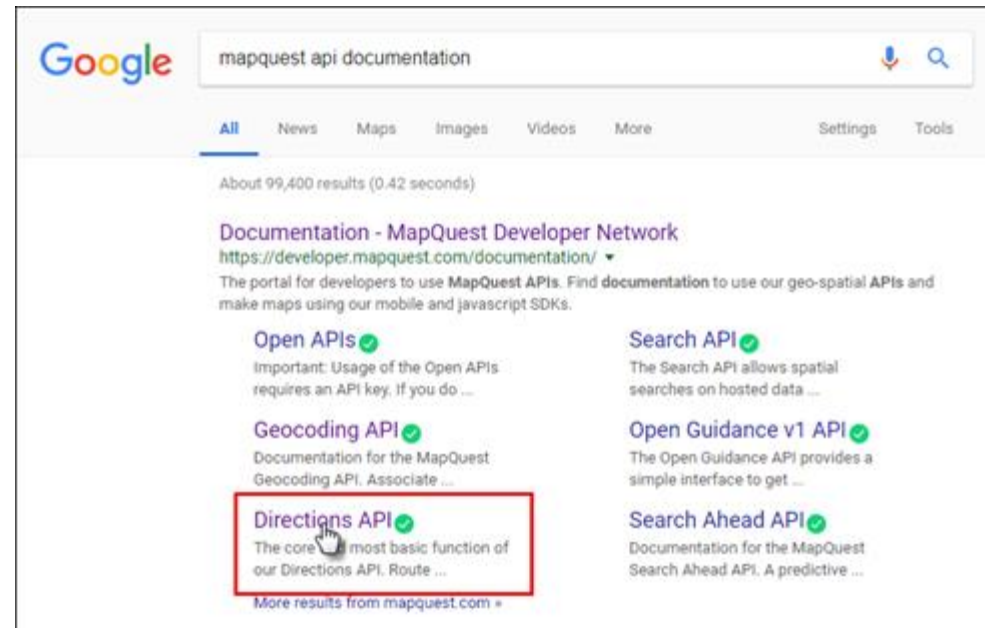 Google
mapquest api documentation
All News Maps Images Videos More Settings Tools
About 99,400 results (0.42 seconds)
Documentation - MapQuest Developer Network
https://developer.mapquest.com/documentation/
The portal for developers to use MapQuest APIs. Find documentation to use our geo-spatial APIs and
make maps using our mobile and javascript SDKs.
Open APIs
Important: Usage of the Open APIs
requires an API key. If you do ...
Search API
The Search API allows spatial
searches on hosted data ...
Geocoding API
Documentation for the MapQuest
Geocoding API. Associate ...
Open Guidance v1 API
The Open Guidance API provides a
simple interface to get ...
Directions API
The core most basic function of
our Directions API. Route ...
Search Ahead API
Documentation for the MapQuest
Search Ahead API. A predictive ...
More results from mapquest.com »